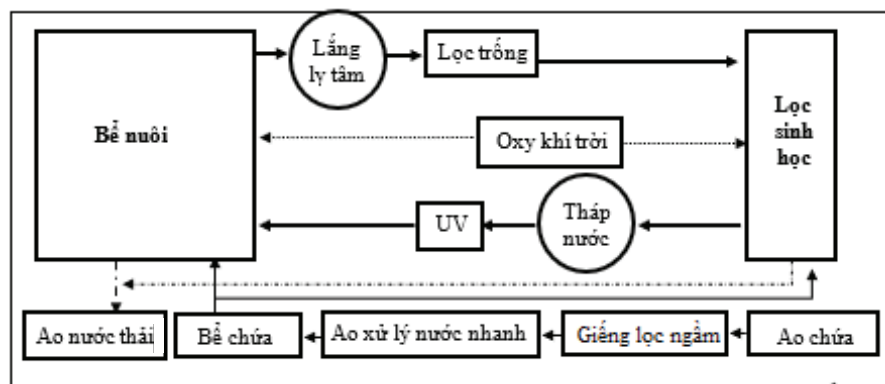 Lắng
ly tâm
Lọc trống
Bể nuôi
Lọc
sinh
học
Oxy khí trời
Tháp
nước
UV
Ao nước thải
Bể chứa
Ao xử lý nước nhanh
Giếng lọc ngầm
Ao chứa